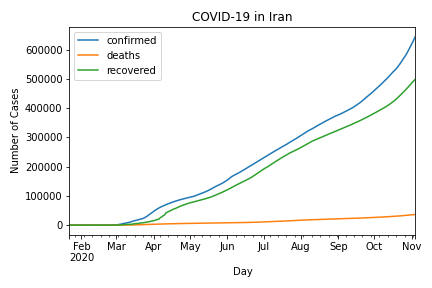 COVID-19 in Iran
confirmed
deaths
recovered
Number of Cases
600000
500000
400000
300000
200000
100000
0
Feb Mar Apr May Jun Jul Aug Sep Oct Nov
2020
Day